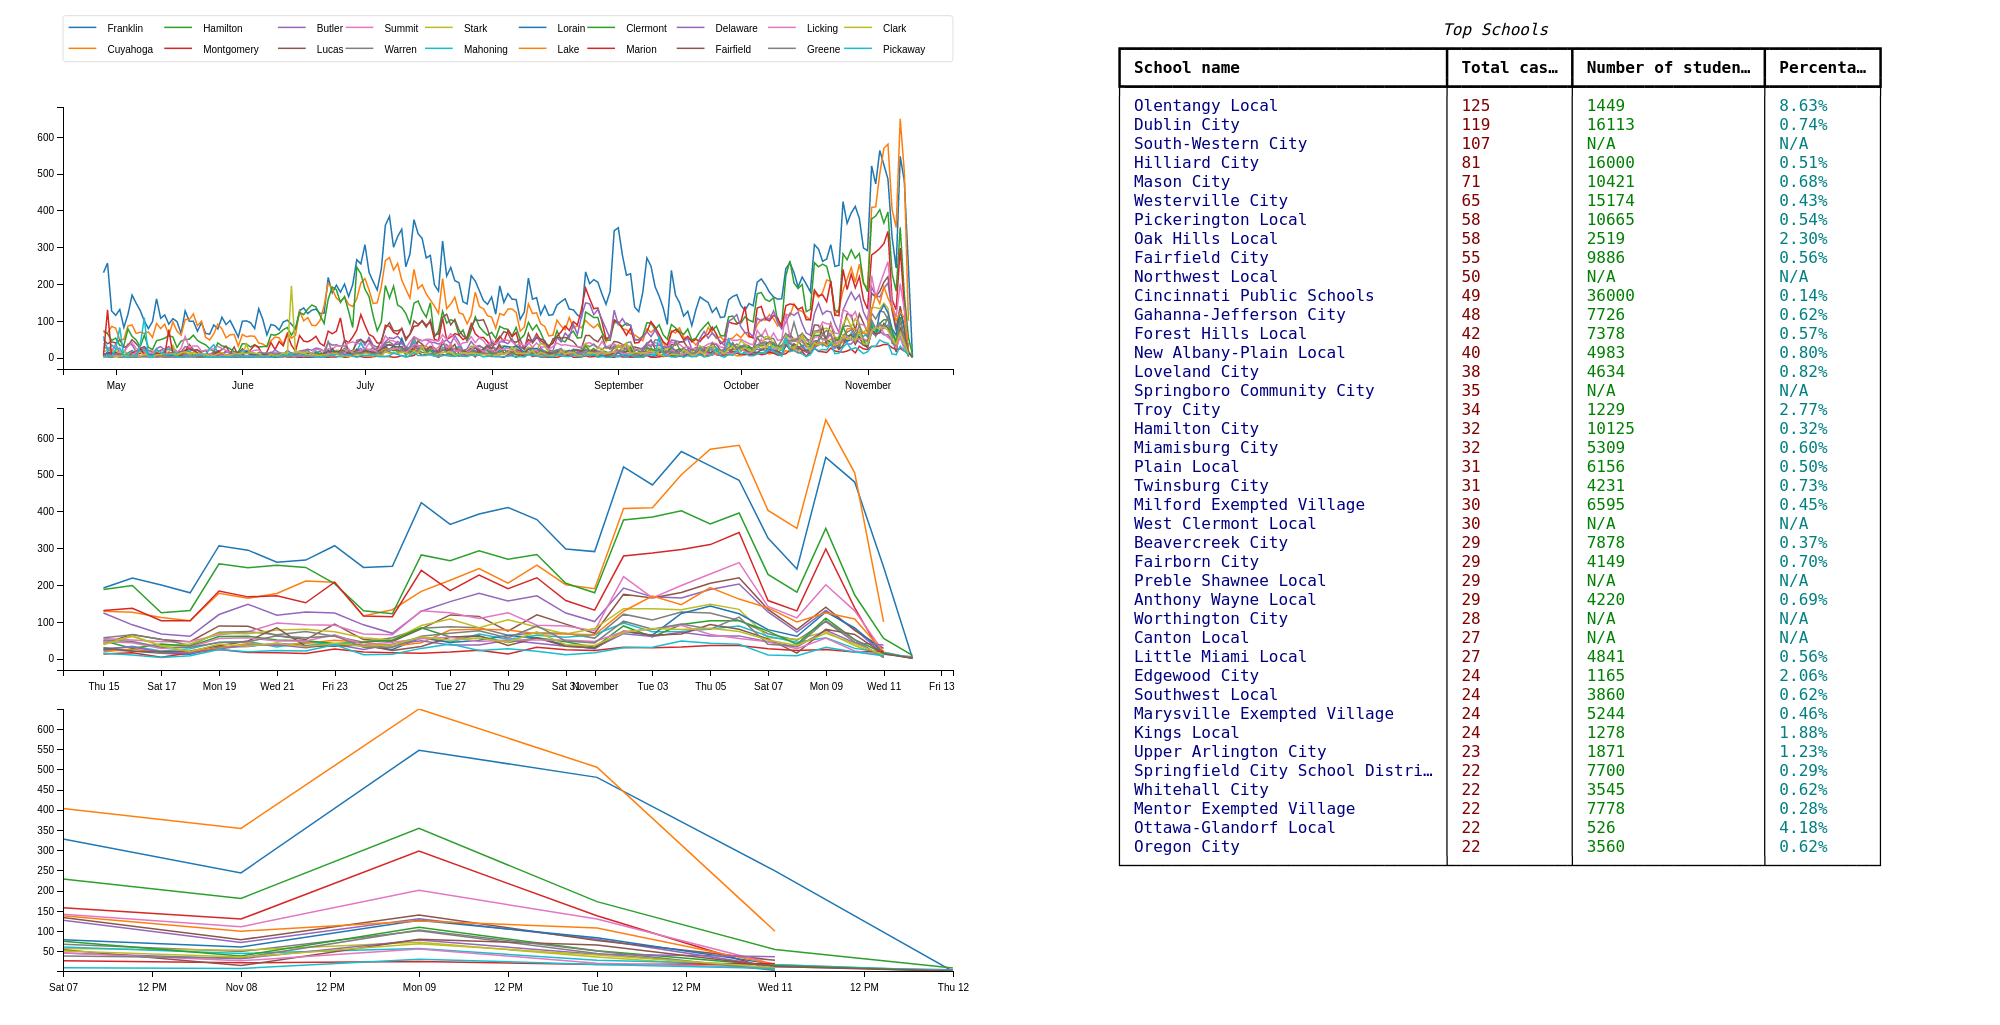 Franklin Hamilton Butler Summit Stark Lorain Clermont Delaware Licking Clark
Cuyahoga Montgomery Lucas Warren Mahoning Lake Marion Fairfield Greene Pickaway
600
500
400
300
200
100
0
May June July August September October November
600
500
400
300
200
100
0
Thu 15 Sat 17 Mon 19 Wed 21 Fri 23 Oct 25 Tue 27 Thu 29 Sat 31 November Tue 03 Thu 05 Sat 07 Mon 09 Wed 11 Fri 13
600
550
500
450
400
350
300
250
200
150
100
50
Sat 07 12 PM Nov 08 12 PM Mon 09 12 PM Tue 10 12 PM Wed 11 12 PM Thu 12
Top Schools
School name Total cas… Number of studen… Percenta…
Olentangy Local 125 1449 8.63%
Dublin City 119 16113 0.74%
South-Western City 107 N/A N/A
Hilliard City 81 16000 0.51%
Mason City 71 10421 0.68%
Westerville City 65 15174 0.43%
Pickerington Local 58 10665 0.54%
Oak Hills Local 58 2519 2.30%
Fairfield City 55 9886 0.56%
Northwest Local 50 N/A N/A
Cincinnati Public Schools 49 36000 0.14%
Gahanna-Jefferson City 48 7726 0.62%
Forest Hills Local 42 7378 0.57%
New Albany-Plain Local 40 4983 0.80%
Loveland City 38 4634 0.82%
Springboro Community City 35 N/A N/A
Troy City 34 1229 2.77%
Hamilton City 32 10125 0.32%
Miamisburg City 32 5309 0.60%
Plain Local 31 6156 0.50%
Twinsburg City 31 4231 0.73%
Milford Exempted Village 30 6595 0.45%
West Clermont Local 30 N/A N/A
Beavercreek City 29 7878 0.37%
Fairborn City 29 4149 0.70%
Preble Shawnee Local 29 N/A N/A
Anthony Wayne Local 29 4220 0.69%
Worthington City 28 N/A N/A
Canton Local 27 N/A N/A
Little Miami Local 27 4841 0.56%
Edgewood City 24 1165 2.06%
Southwest Local 24 3860 0.62%
Marysville Exempted Village 24 5244 0.46%
Kings Local 24 1278 1.88%
Upper Arlington City 23 1871 1.23%
Springfield City School Distri… 22 7700 0.29%
Whitehall City 22 3545 0.62%
Mentor Exempted Village 22 7778 0.28%
Ottawa-Glandorf Local 22 526 4.18%
Oregon City 22 3560 0.62%